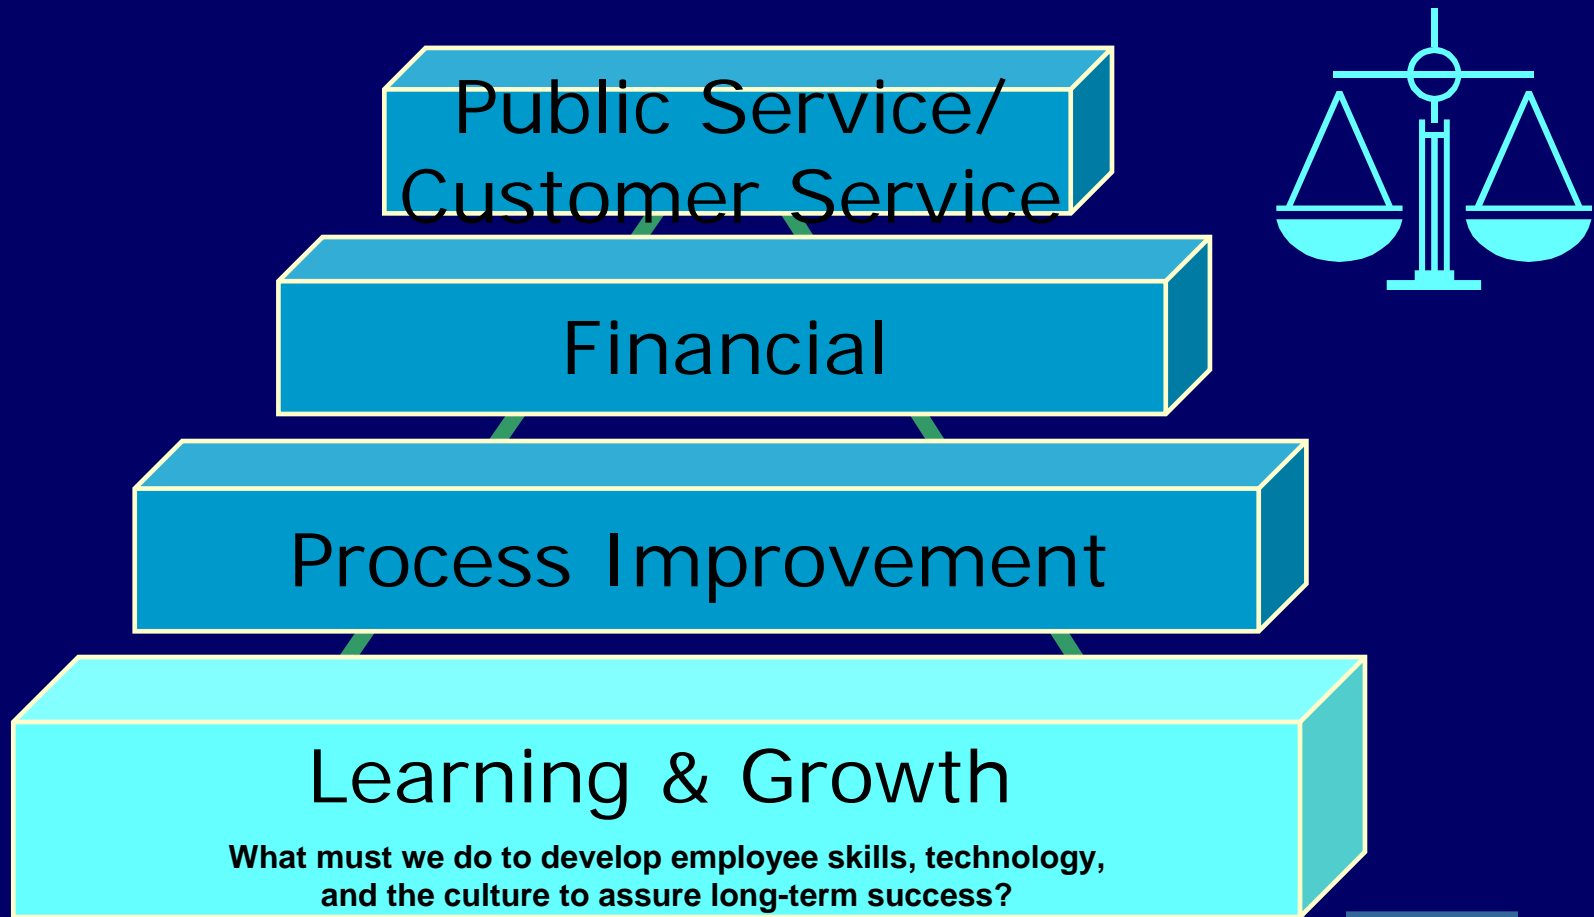 Public Service/
Customer Service
Financial
Process Improvement
Learning & Growth
What must we do to develop employee skills, technology,
and the culture to assure long-term success?